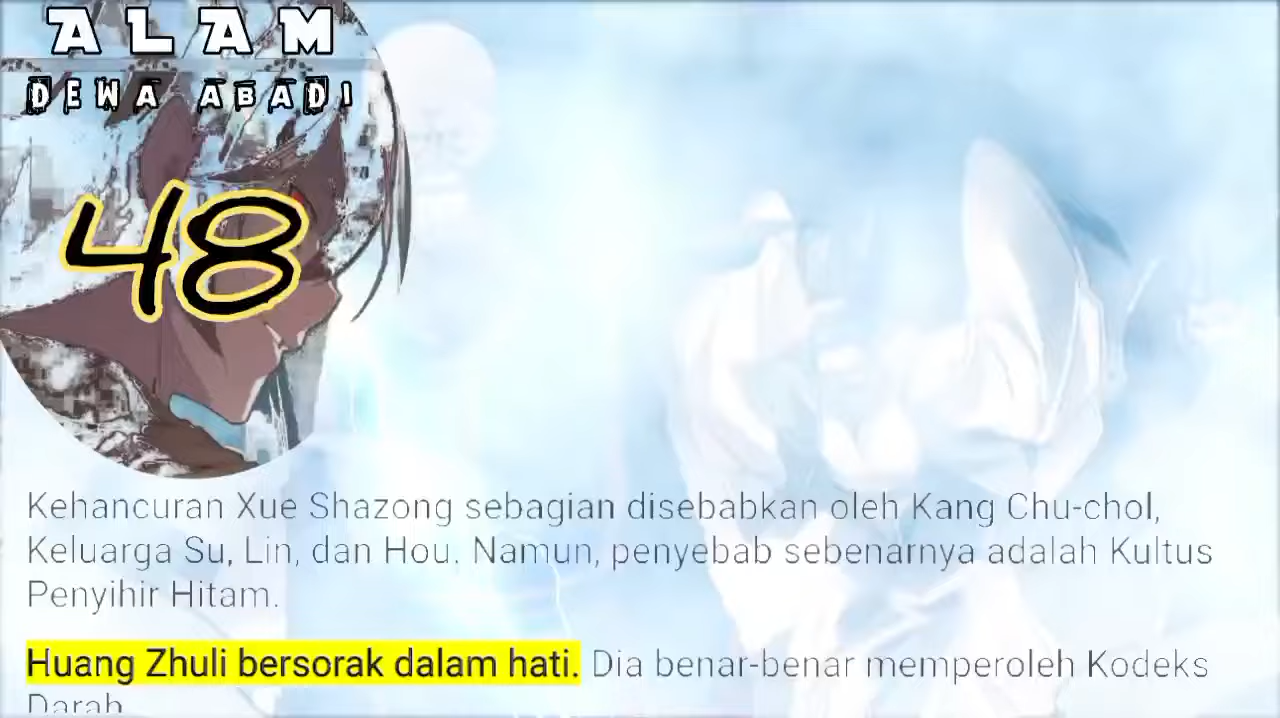 ALAM
DEWA ABADI
48
Kehancuran Xue Shazong sebagian disebabkan oleh Kang Chu-chol,
Keluarga Su, Lin, dan Hou. Namun, penyebab sebenarnya adalah Kultus
Penyihir Hitam.
Huang Zhuli bersorak dalam hati. Dia benar-benar memperoleh Kodeks
Darah